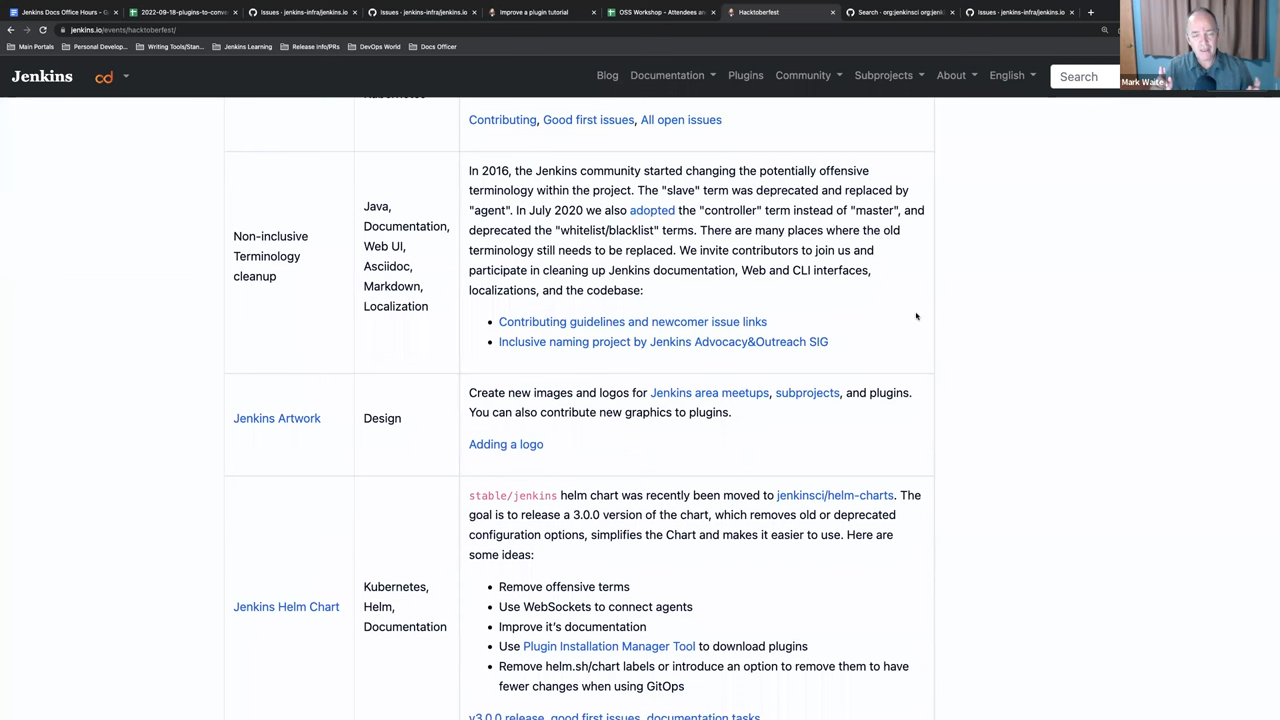 Jenkins Docs Office Hours - G
2022-09-18-plugins-to-conve
Issues · jenkins-infra/jenkins.io
Issues · jenkins-infra/jenkins.io
Improve a plugin tutorial
OSS Workshop - Attendees a
Hacktoberfest
Search · org:jenkinsci org:jenk
Issues · jenkins-infra/jenkins.io
jenkins.io/events/hacktoberfest/
Main Portals
Personal Develop...
Writing Tools/Stan...
Jenkins Learning
Release Info/PRs
DevOps World
Docs Officer
Jenkins
cd
Blog
Documentation
Plugins
Community
Subprojects
About
English
Search
Mark Waite
Contributing, Good first issues, All open issues
Non-inclusive
Terminology
cleanup
Java,
Documentation,
Web UI,
Asciidoc,
Markdown,
Localization
In 2016, the Jenkins community started changing the potentially offensive
terminology within the project. The "slave" term was deprecated and replaced by
"agent". In July 2020 we also adopted the "controller" term instead of "master", and
deprecated the "whitelist/blacklist" terms. There are many places where the old
terminology still needs to be replaced. We invite contributors to join us and
participate in cleaning up Jenkins documentation, Web and CLI interfaces,
localizations, and the codebase:
• Contributing guidelines and newcomer issue links
• Inclusive naming project by Jenkins Advocacy&Outreach SIG
Jenkins Artwork
Design
Create new images and logos for Jenkins area meetups, subprojects, and plugins.
You can also contribute new graphics to plugins.
Adding a logo
Jenkins Helm Chart
Kubernetes,
Helm,
Documentation
stable/jenkins helm chart was recently been moved to jenkinsci/helm-charts. The
goal is to release a 3.0.0 version of the chart, which removes old or deprecated
configuration options, simplifies the Chart and makes it easier to use. Here are
some ideas:
• Remove offensive terms
• Use WebSockets to connect agents
• Improve it's documentation
• Use Plugin Installation Manager Tool to download plugins
• Remove helm.sh/chart labels or introduce an option to remove them to have
fewer changes when using GitOps
v3.0.0 release, good first issues, documentation tasks